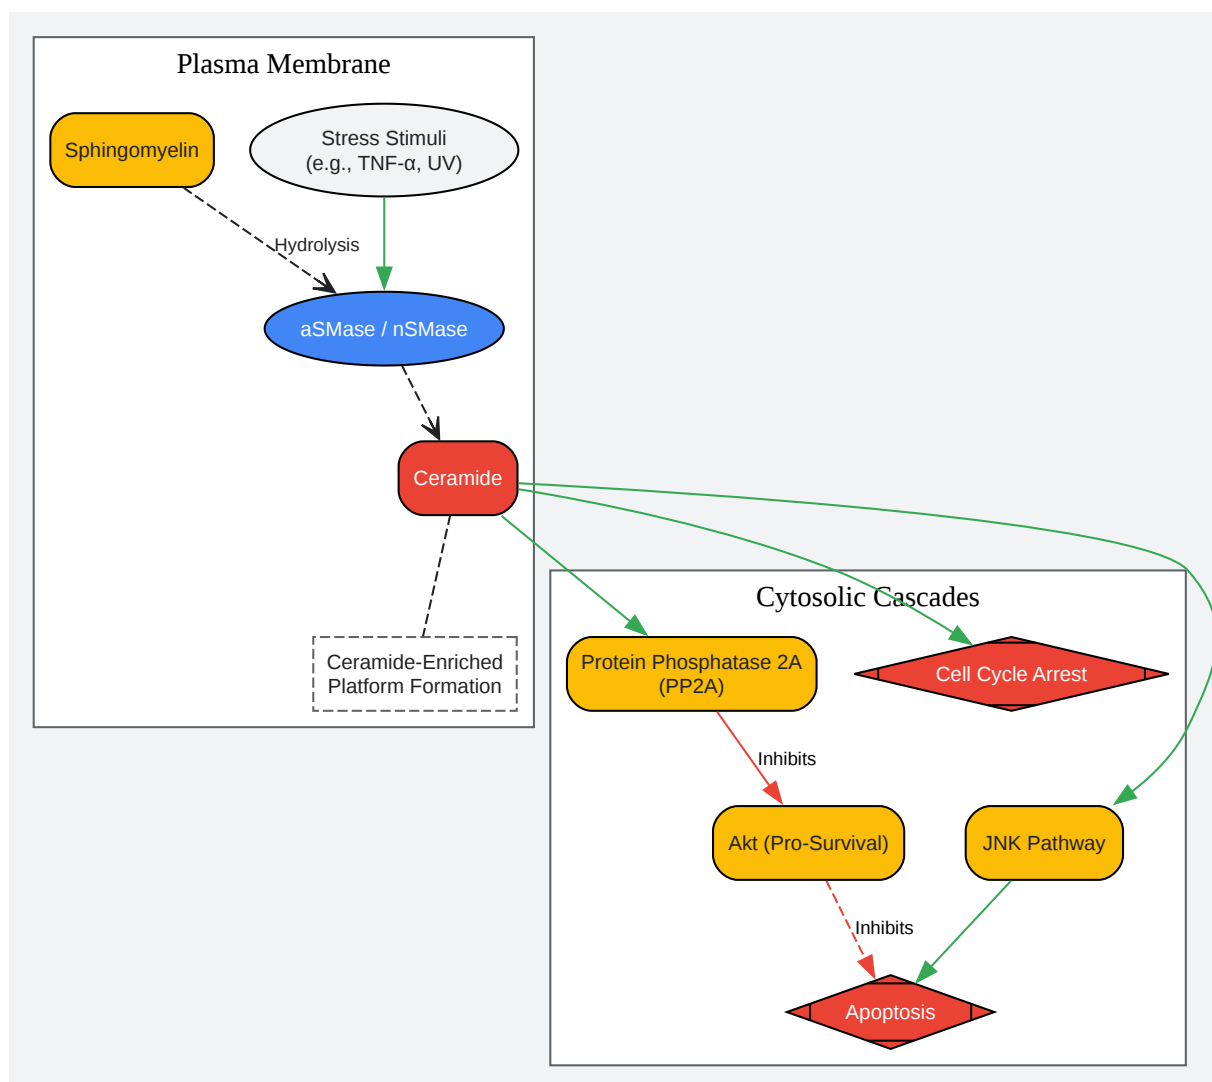 Plasma Membrane
Sphingomyelin
Stress Stimuli
(e.g., TNF-α, UV)
Hydrolysis
aSMase / nSMase
Ceramide
Ceramide-Enriched
Platform Formation
Cytosolic Cascades
Protein Phosphatase 2A
(PP2A)
Cell Cycle Arrest
Inhibits
Akt (Pro-Survival)
JNK Pathway
Inhibits
Apoptosis